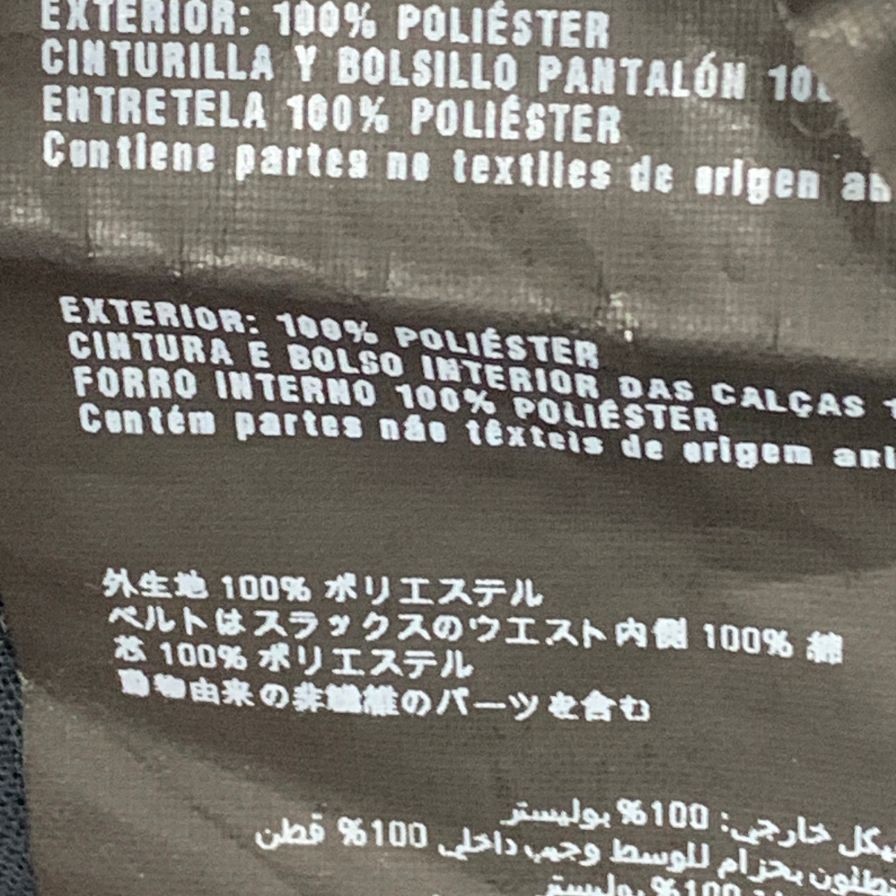 EXTERIOR: 100% POLIÉSTER
CINTURILLA Y BOLSILLO PANTALÓN
ENTRETELA 100% POLIÉSTER
Contiene partes no textiles de origen
EXTERIOR: 100% POLIÉSTER
CINTURA E BOLSO INTERIOR DAS CALÇAS
FORRO INTERNO 100% POLIÉSTER
Contém partes não têxteis de origem
外生地 100% ポリエステル
ベルトはスラックスのウエスト内側 100% 綿
芯 100% ポリエステル
動物由来の非繊維のパーツを含む
خارجي: 100% بوليستر
بحزام للوسط وجيب داخلي 100% قطن
100% بوليستر